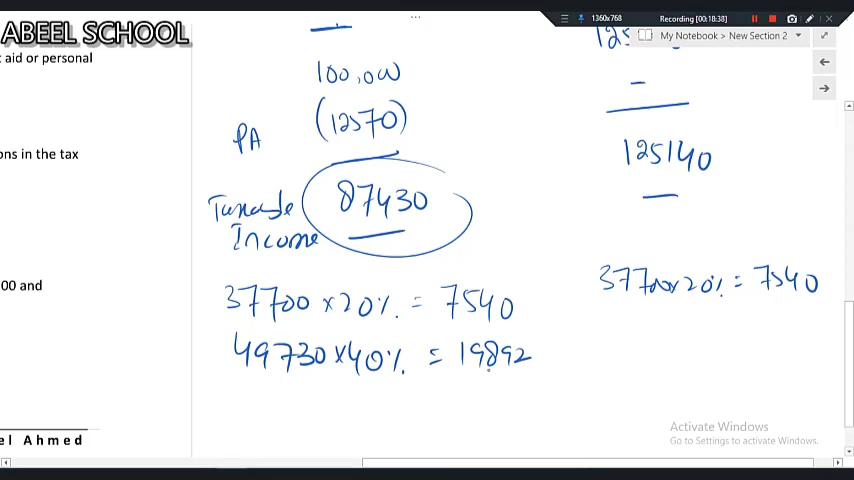 1360x768
Recording [00:18:38]
ABEEL SCHOOL
My Notebook > New Section 2
t aid or personal
100,000
(12570)
PA
ons in the tax
125140
87430
Taxable
Income
37700 x 20% = 7540
37700 x 20% = 7540
00 and
49730 x 40% = 19892
Activate Windows
Go to Settings to activate Windows.
el Ahmed